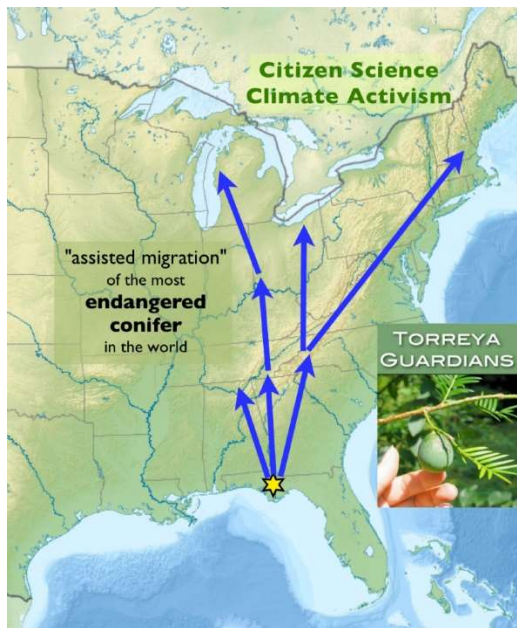 Citizen Science
Climate Activism
"assisted migration"
of the most
endangered
conifer
in the world
TORREYA
GUARDIANS